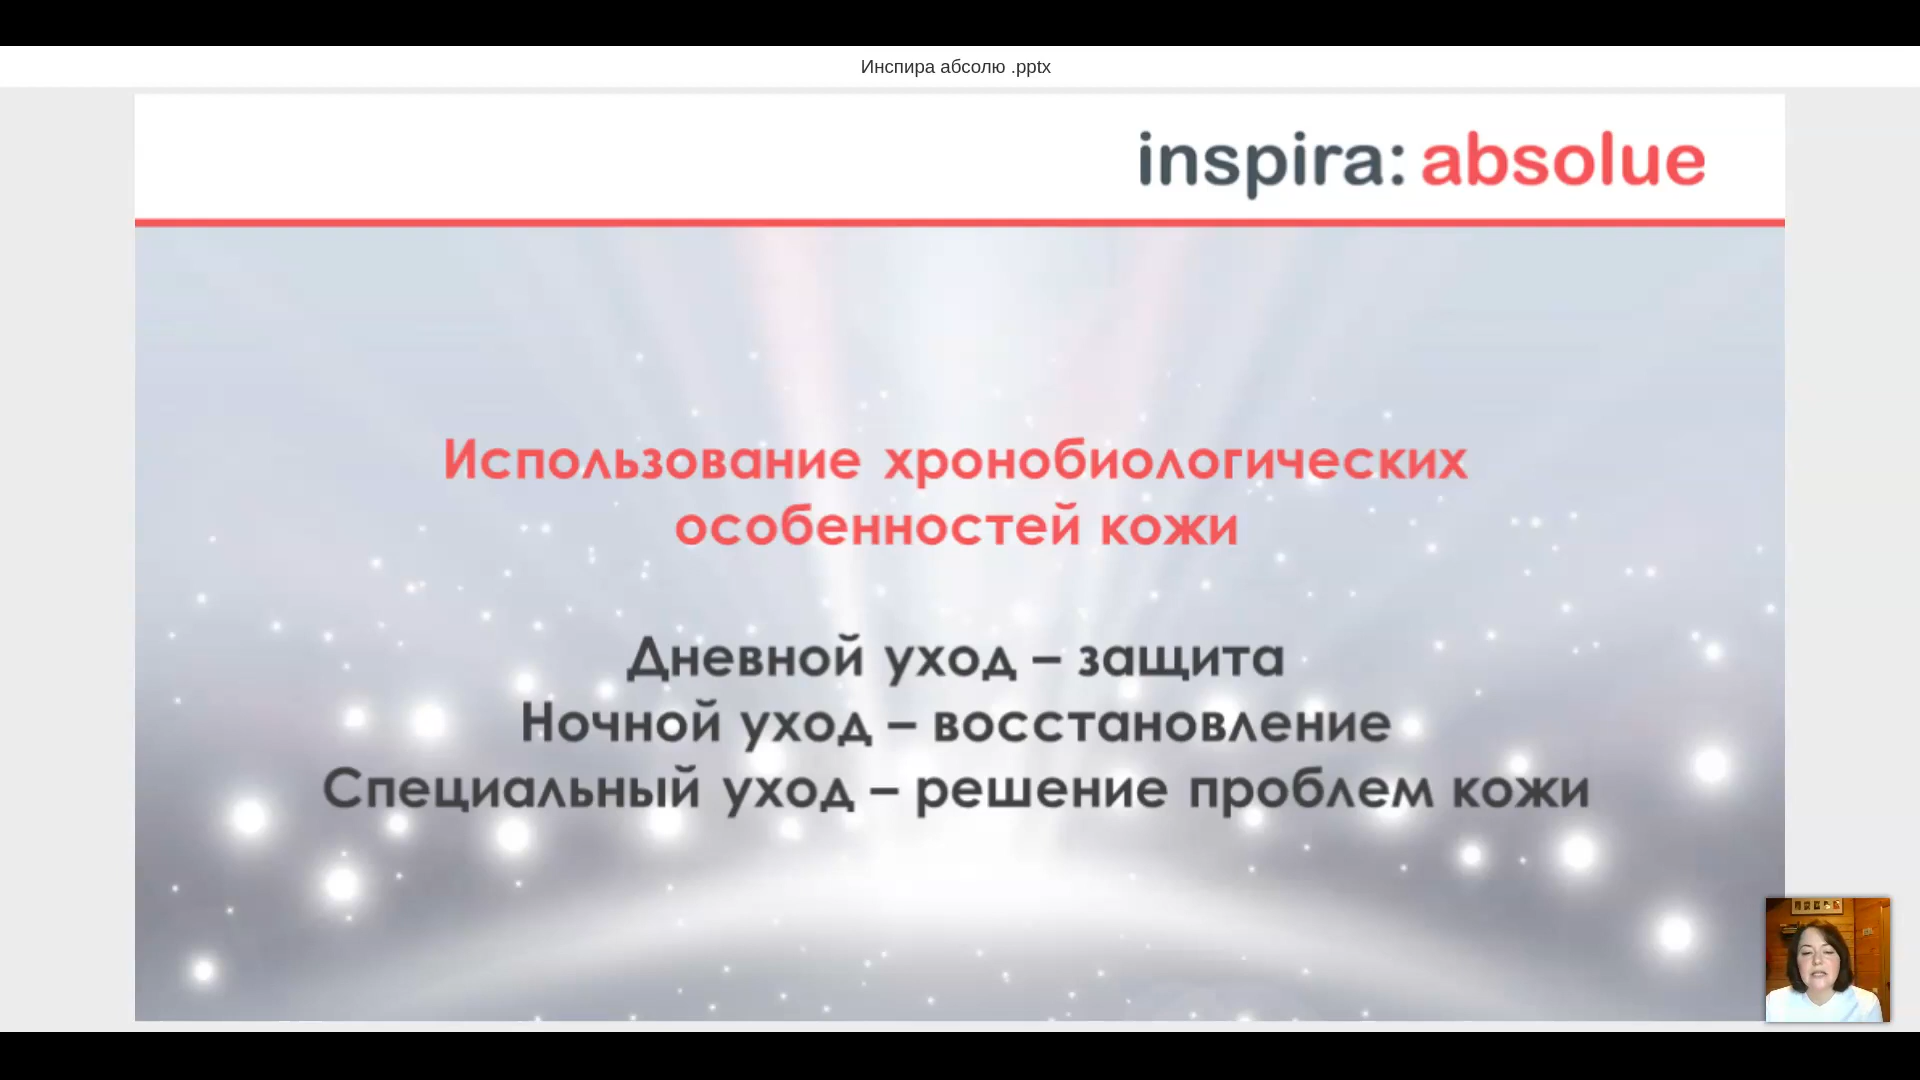 Инспира абсолю .pptx
inspira: absolue
Использование хронобиологических
особенностей кожи
Дневной уход – защита
Ночной уход – восстановление
Специальный уход – решение проблем кожи